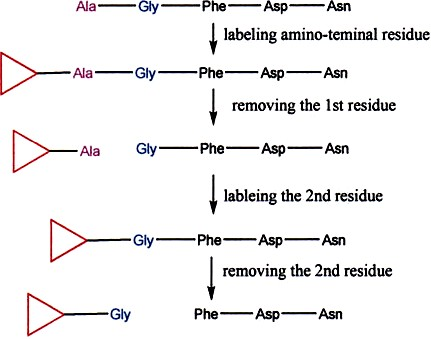 Ala Gly Phe Asp Asn
labeling amino-teminal residue
Ala Gly Phe Asp Asn
removing the 1st residue
Ala Gly Phe Asp Asn
lableing the 2nd residue
Gly Phe Asp Asn
removing the 2nd residue
Gly Phe Asp Asn